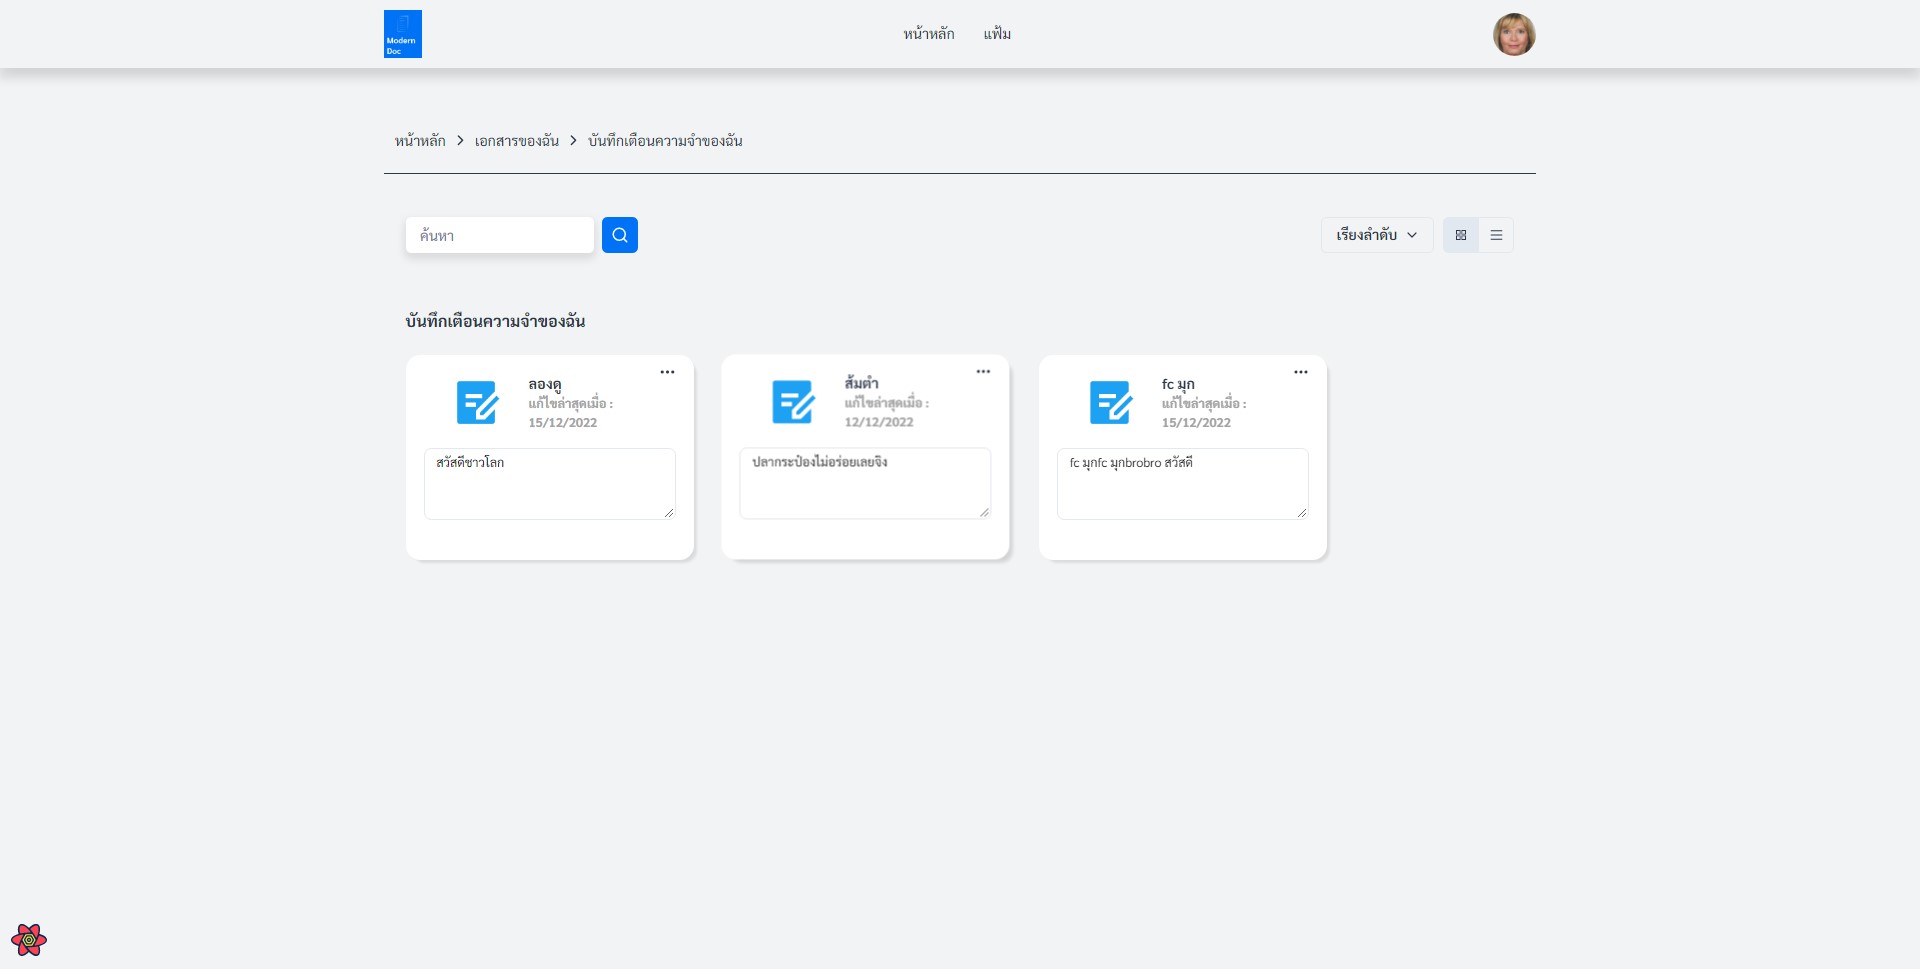 Modern
Doc
หน้าหลัก แฟ้ม
หน้าหลัก > เอกสารของฉัน > บันทึกเตือนความจำของฉัน
ค้นหา
เรียงลำดับ
บันทึกเตือนความจำของฉัน
ลองดู
แก้ไขล่าสุดเมื่อ :
15/12/2022
สวัสดีชาวโลก
ส้มตำ
แก้ไขล่าสุดเมื่อ :
12/12/2022
ปลากระป๋องไม่อร่อยเลยจิง
fc มุก
แก้ไขล่าสุดเมื่อ :
15/12/2022
fc มุกfc มุกbrobro สวัสดี